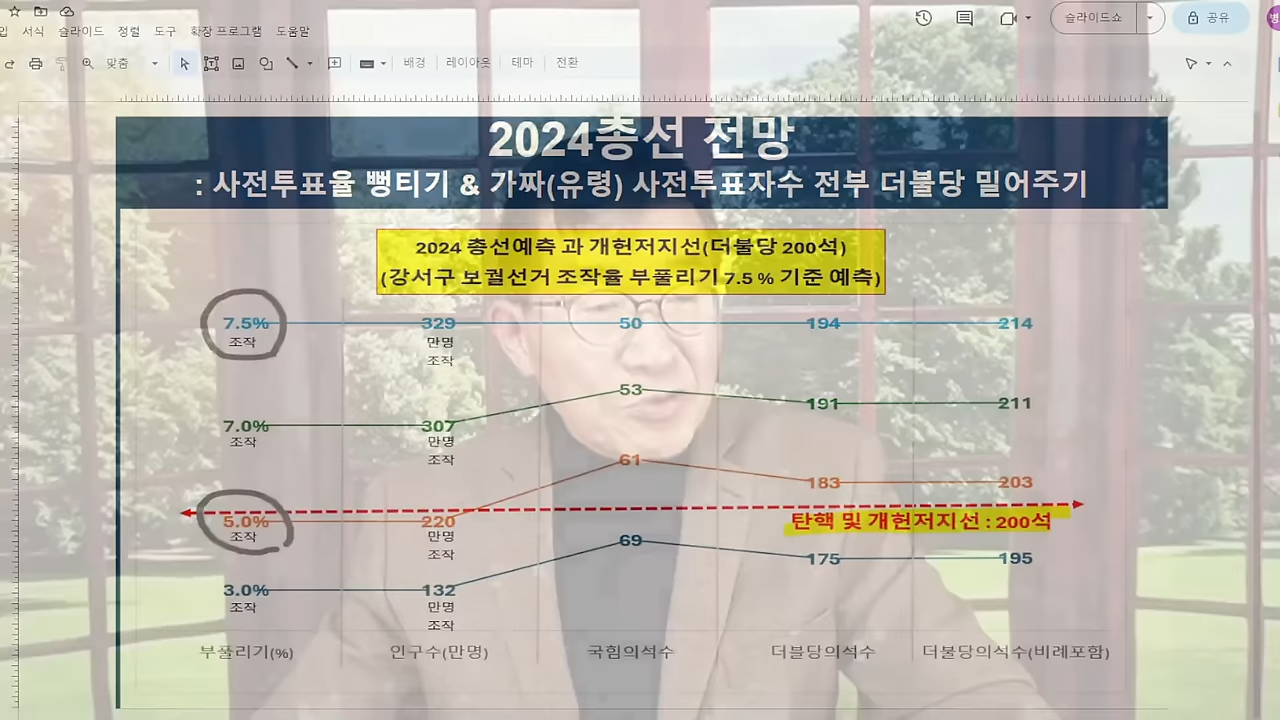 서식 슬라이드 정렬 도구 확장 프로그램 도움말
슬라이드쇼
공유
맞춤
배경 레이아웃 테마 전환
2024총선 전망
: 사전투표율 뻥티기 & 가짜(유령) 사전투표자수 전부 더불당 밀어주기
2024 총선예측 과 개헌저지선(더불당 200석)
(강서구 보궐선거 조작율 부풀리기 7.5 % 기준 예측)
7.5% 329 50 194 214
조작 만명
조작
53
191 211
7.0% 307
조작 만명
조작
61
183 203
5.0% 220
탄핵 및 개헌저지선 : 200석
조작 만명
조작
69
175 195
3.0% 132
조작 만명
조작
부풀리기(%) 인구수(만명) 국힘의석수 더블당의석수 더불당의석수(비례포함)